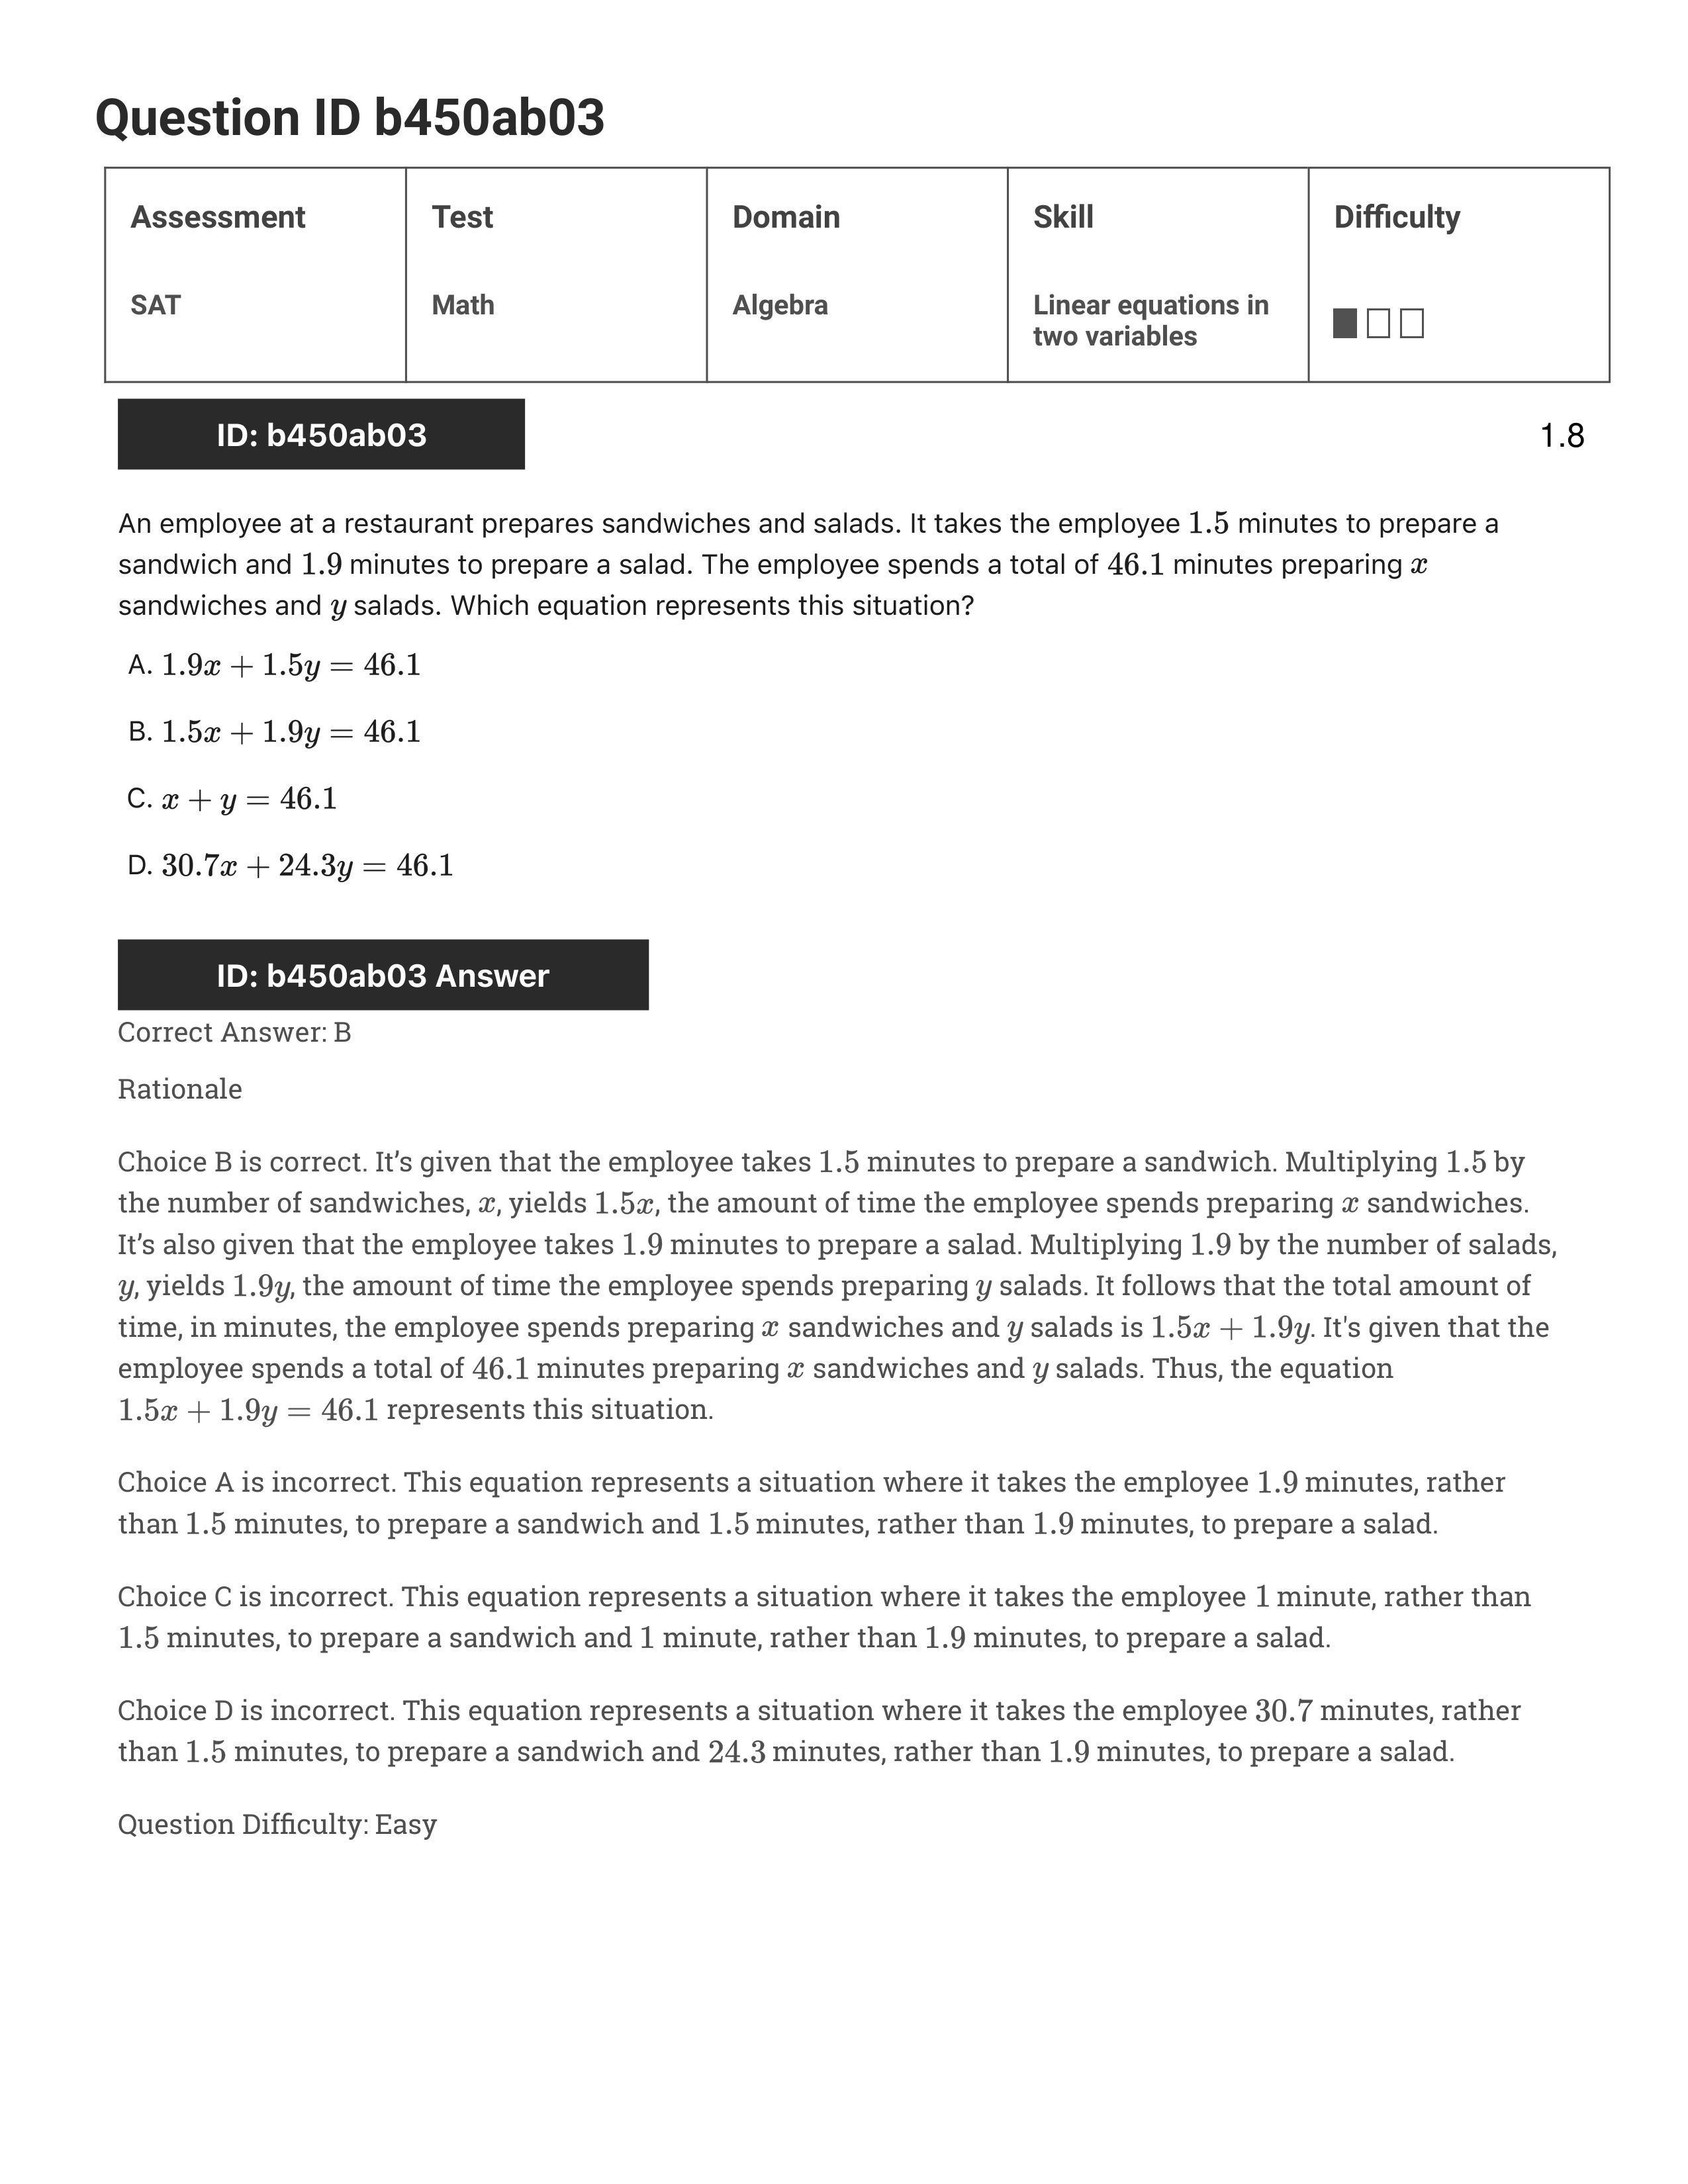 Question ID b450ab03
Assessment
Test
Domain
Skill
Difficulty
SAT
Math
Algebra
Linear equations in
two variables
ID: b450ab03
1.8
An employee at a restaurant prepares sandwiches and salads. It takes the employee 1.5 minutes to prepare a
sandwich and 1.9 minutes to prepare a salad. The employee spends a total of 46.1 minutes preparing x
sandwiches and y salads. Which equation represents this situation?
A. 1.9x + 1.5y = 46.1
B. 1.5x + 1.9y = 46.1
C. x + y = 46.1
D. 30.7x + 24.3y = 46.1
ID: b450ab03 Answer
Correct Answer: B
Rationale
Choice B is correct. It’s given that the employee takes 1.5 minutes to prepare a sandwich. Multiplying 1.5 by
the number of sandwiches, x, yields 1.5x, the amount of time the employee spends preparing x sandwiches.
It’s also given that the employee takes 1.9 minutes to prepare a salad. Multiplying 1.9 by the number of salads,
y, yields 1.9y, the amount of time the employee spends preparing y salads. It follows that the total amount of
time, in minutes, the employee spends preparing x sandwiches and y salads is 1.5x + 1.9y. It's given that the
employee spends a total of 46.1 minutes preparing x sandwiches and y salads. Thus, the equation
1.5x + 1.9y = 46.1 represents this situation.
Choice A is incorrect. This equation represents a situation where it takes the employee 1.9 minutes, rather
than 1.5 minutes, to prepare a sandwich and 1.5 minutes, rather than 1.9 minutes, to prepare a salad.
Choice C is incorrect. This equation represents a situation where it takes the employee 1 minute, rather than
1.5 minutes, to prepare a sandwich and 1 minute, rather than 1.9 minutes, to prepare a salad.
Choice D is incorrect. This equation represents a situation where it takes the employee 30.7 minutes, rather
than 1.5 minutes, to prepare a sandwich and 24.3 minutes, rather than 1.9 minutes, to prepare a salad.
Question Difficulty: Easy